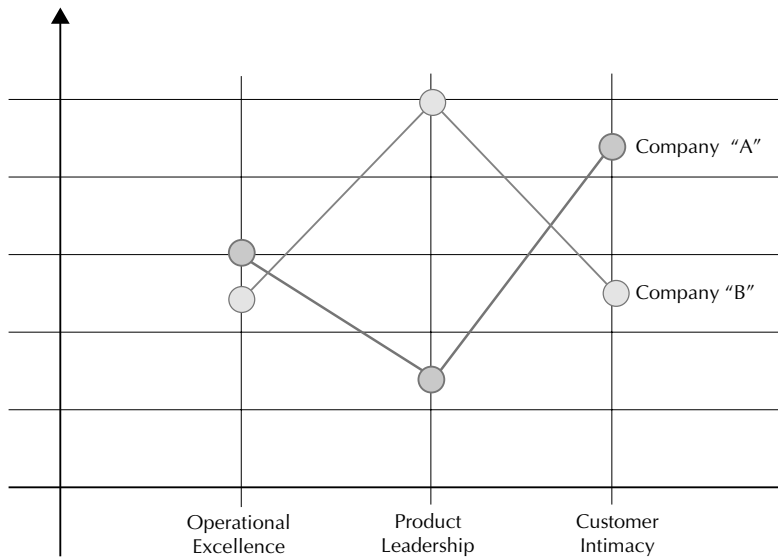 Company “A”
Company “B”
Operational
Excellence
Product
Leadership
Customer
Intimacy